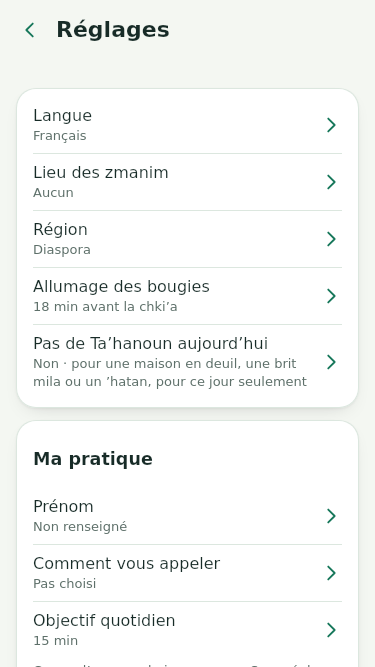 Réglages
Langue
Français
Lieu des zmanim
Aucun
Région
Diaspora
Allumage des bougies
18 min avant la chki’a
Pas de Ta’hanoun aujourd’hui
Non · pour une maison en deuil, une brit
mila ou un ’hatan, pour ce jour seulement
Ma pratique
Prénom
Non renseigné
Comment vous appeler
Pas choisi
Objectif quotidien
15 min